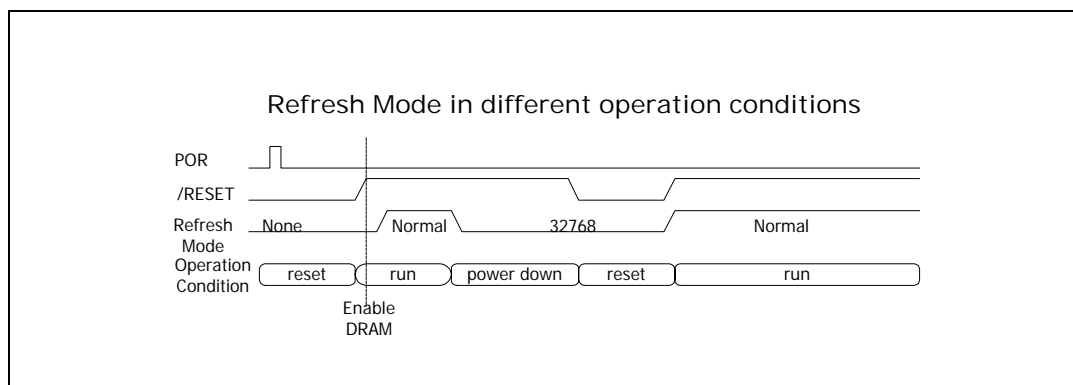 Refresh Mode in different operation conditions
POR
/RESET
Refresh Mode
None
Normal
32768
Normal
Operation Condition
reset
run
power down
reset
run
Enable
DRAM